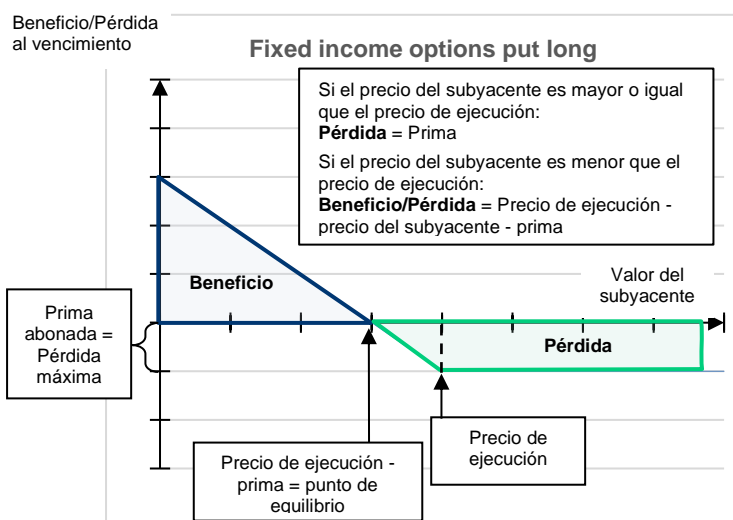 Beneficio/Pérdida
al vencimiento
Fixed income options put long
Si el precio del subyacente es mayor o igual
que el precio de ejecución:
Pérdida = Prima
Si el precio del subyacente es menor que el
precio de ejecución:
Beneficio/Pérdida = Precio de ejecución -
precio del subyacente - prima
Beneficio
Valor del
subyacente
Prima
abonada =
Pérdida
máxima
Pérdida
Precio de ejecución -
prima = punto de
equilibrio
Precio de
ejecución